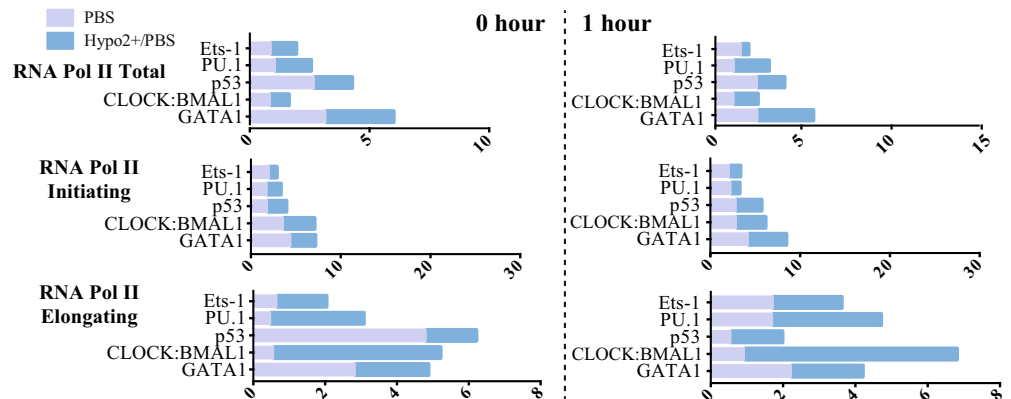 PBS
Hypo2+/PBS
0 hour
1 hour
RNA Pol II Total
Ets-1
PU.1
p53
CLOCK:BMAL1
GATA1
0
5
10
Ets-1
PU.1
p53
CLOCK:BMAL1
GATA1
0
5
10
15
RNA Pol II
Initiating
Ets-1
PU.1
p53
CLOCK:BMAL1
GATA1
0
10
20
30
Ets-1
PU.1
p53
CLOCK:BMAL1
GATA1
0
10
20
30
RNA Pol II
Elongating
Ets-1
PU.1
p53
CLOCK:BMAL1
GATA1
0
2
4
6
8
Ets-1
PU.1
p53
CLOCK:BMAL1
GATA1
0
2
4
6
8